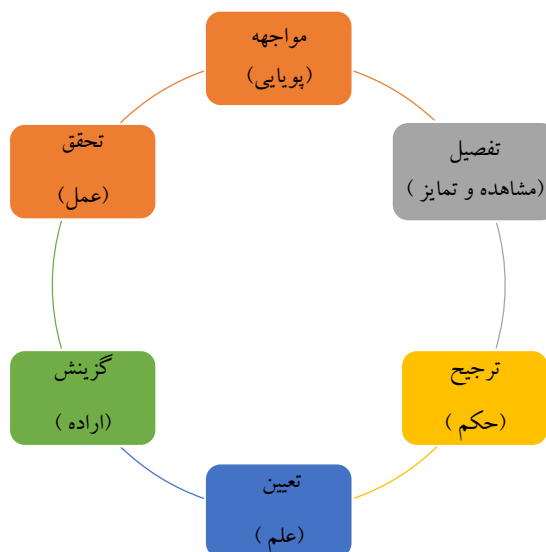 مواجهه
(پویایی)
تفصیل
(مشاهده و تمایز )
ترجیح
(حکم )
تعیین
(علم )
گزینش
(اراده )
تحقق
(عمل)